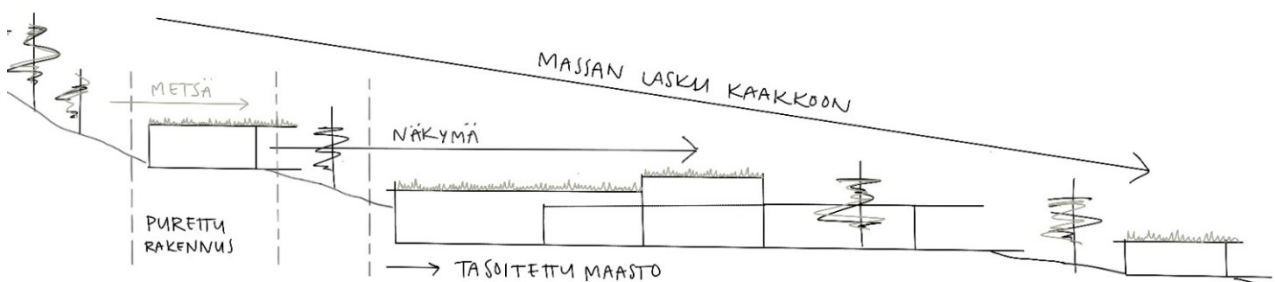 MASSAN LASKU KAAKKOON
METSÄ
NÄKYMÄ
PURETTU
RAKENNUS
TASOITETTU MAASTO